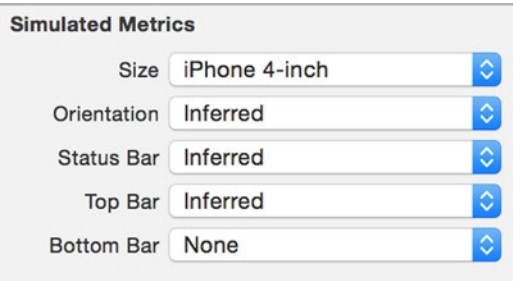 Simulated Metrics
Size iPhone 4-inch
Orientation Inferred
Status Bar Inferred
Top Bar Inferred
Bottom Bar None